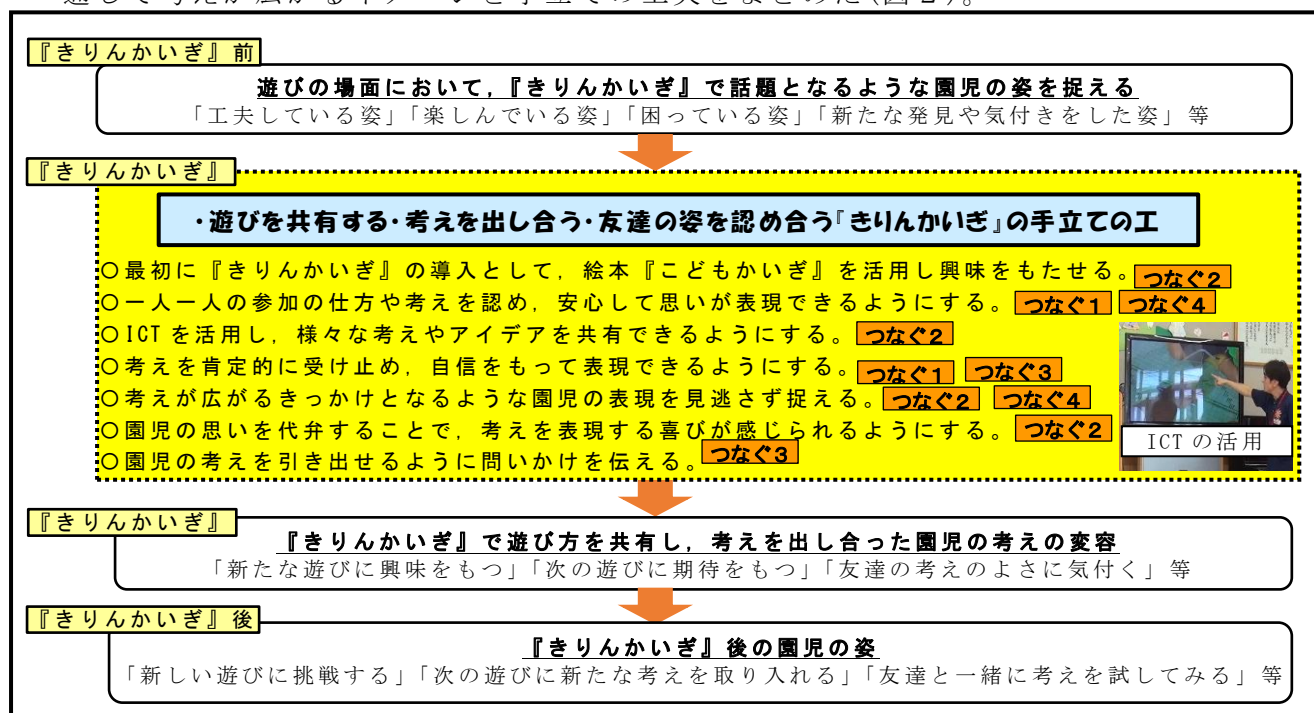 通して考えが広がるイメージと手立ての工夫をまとめた(図2)。
『きりんかいぎ』前
遊びの場面において,『きりんかいぎ』で話題となるような園児の姿を捉える
「工夫している姿」「楽しんでいる姿」「困っている姿」「新たな発見や気付きをした姿」等
『きりんかいぎ』
・遊びを共有する・考えを出し合う・友達の姿を認め合う『きりんかいぎ』の手立ての工
〇最初に『きりんかいぎ』の導入として,絵本『こどもかいぎ』を活用し興味をもたせる。 つなぐ2
〇一人一人の参加の仕方や考えを認め,安心して思いが表現できるようにする。 つなぐ1 つなぐ4
〇ICTを活用し,様々な考えやアイデアを共有できるようにする。 つなぐ2
〇考えを肯定的に受け止め,自信をもって表現できるようにする。 つなぐ1 つなぐ3
〇考えが広がるきっかけとなるような園児の表現を見逃さず捉える。 つなぐ2 つなぐ4
〇園児の思いを代弁することで,考えを表現する喜びが感じられるようにする。 つなぐ2
〇園児の考えを引き出せるように問いかけを伝える。 つなぐ3
ICTの活用
『きりんかいぎ』
『きりんかいぎ』で遊び方を共有し,考えを出し合った園児の考えの変容
「新たな遊びに興味をもつ」「次の遊びに期待をもつ」「友達の考えのよさに気付く」等
『きりんかいぎ』後
『きりんかいぎ』後の園児の姿
「新しい遊びに挑戦する」「次の遊びに新たな考えを取り入れる」「友達と一緒に考えを試してみる」等